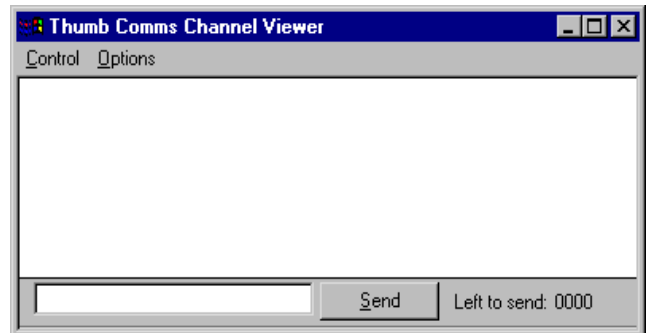 Thumb Comms Channel Viewer
Control Options
Send Left to send: 0000